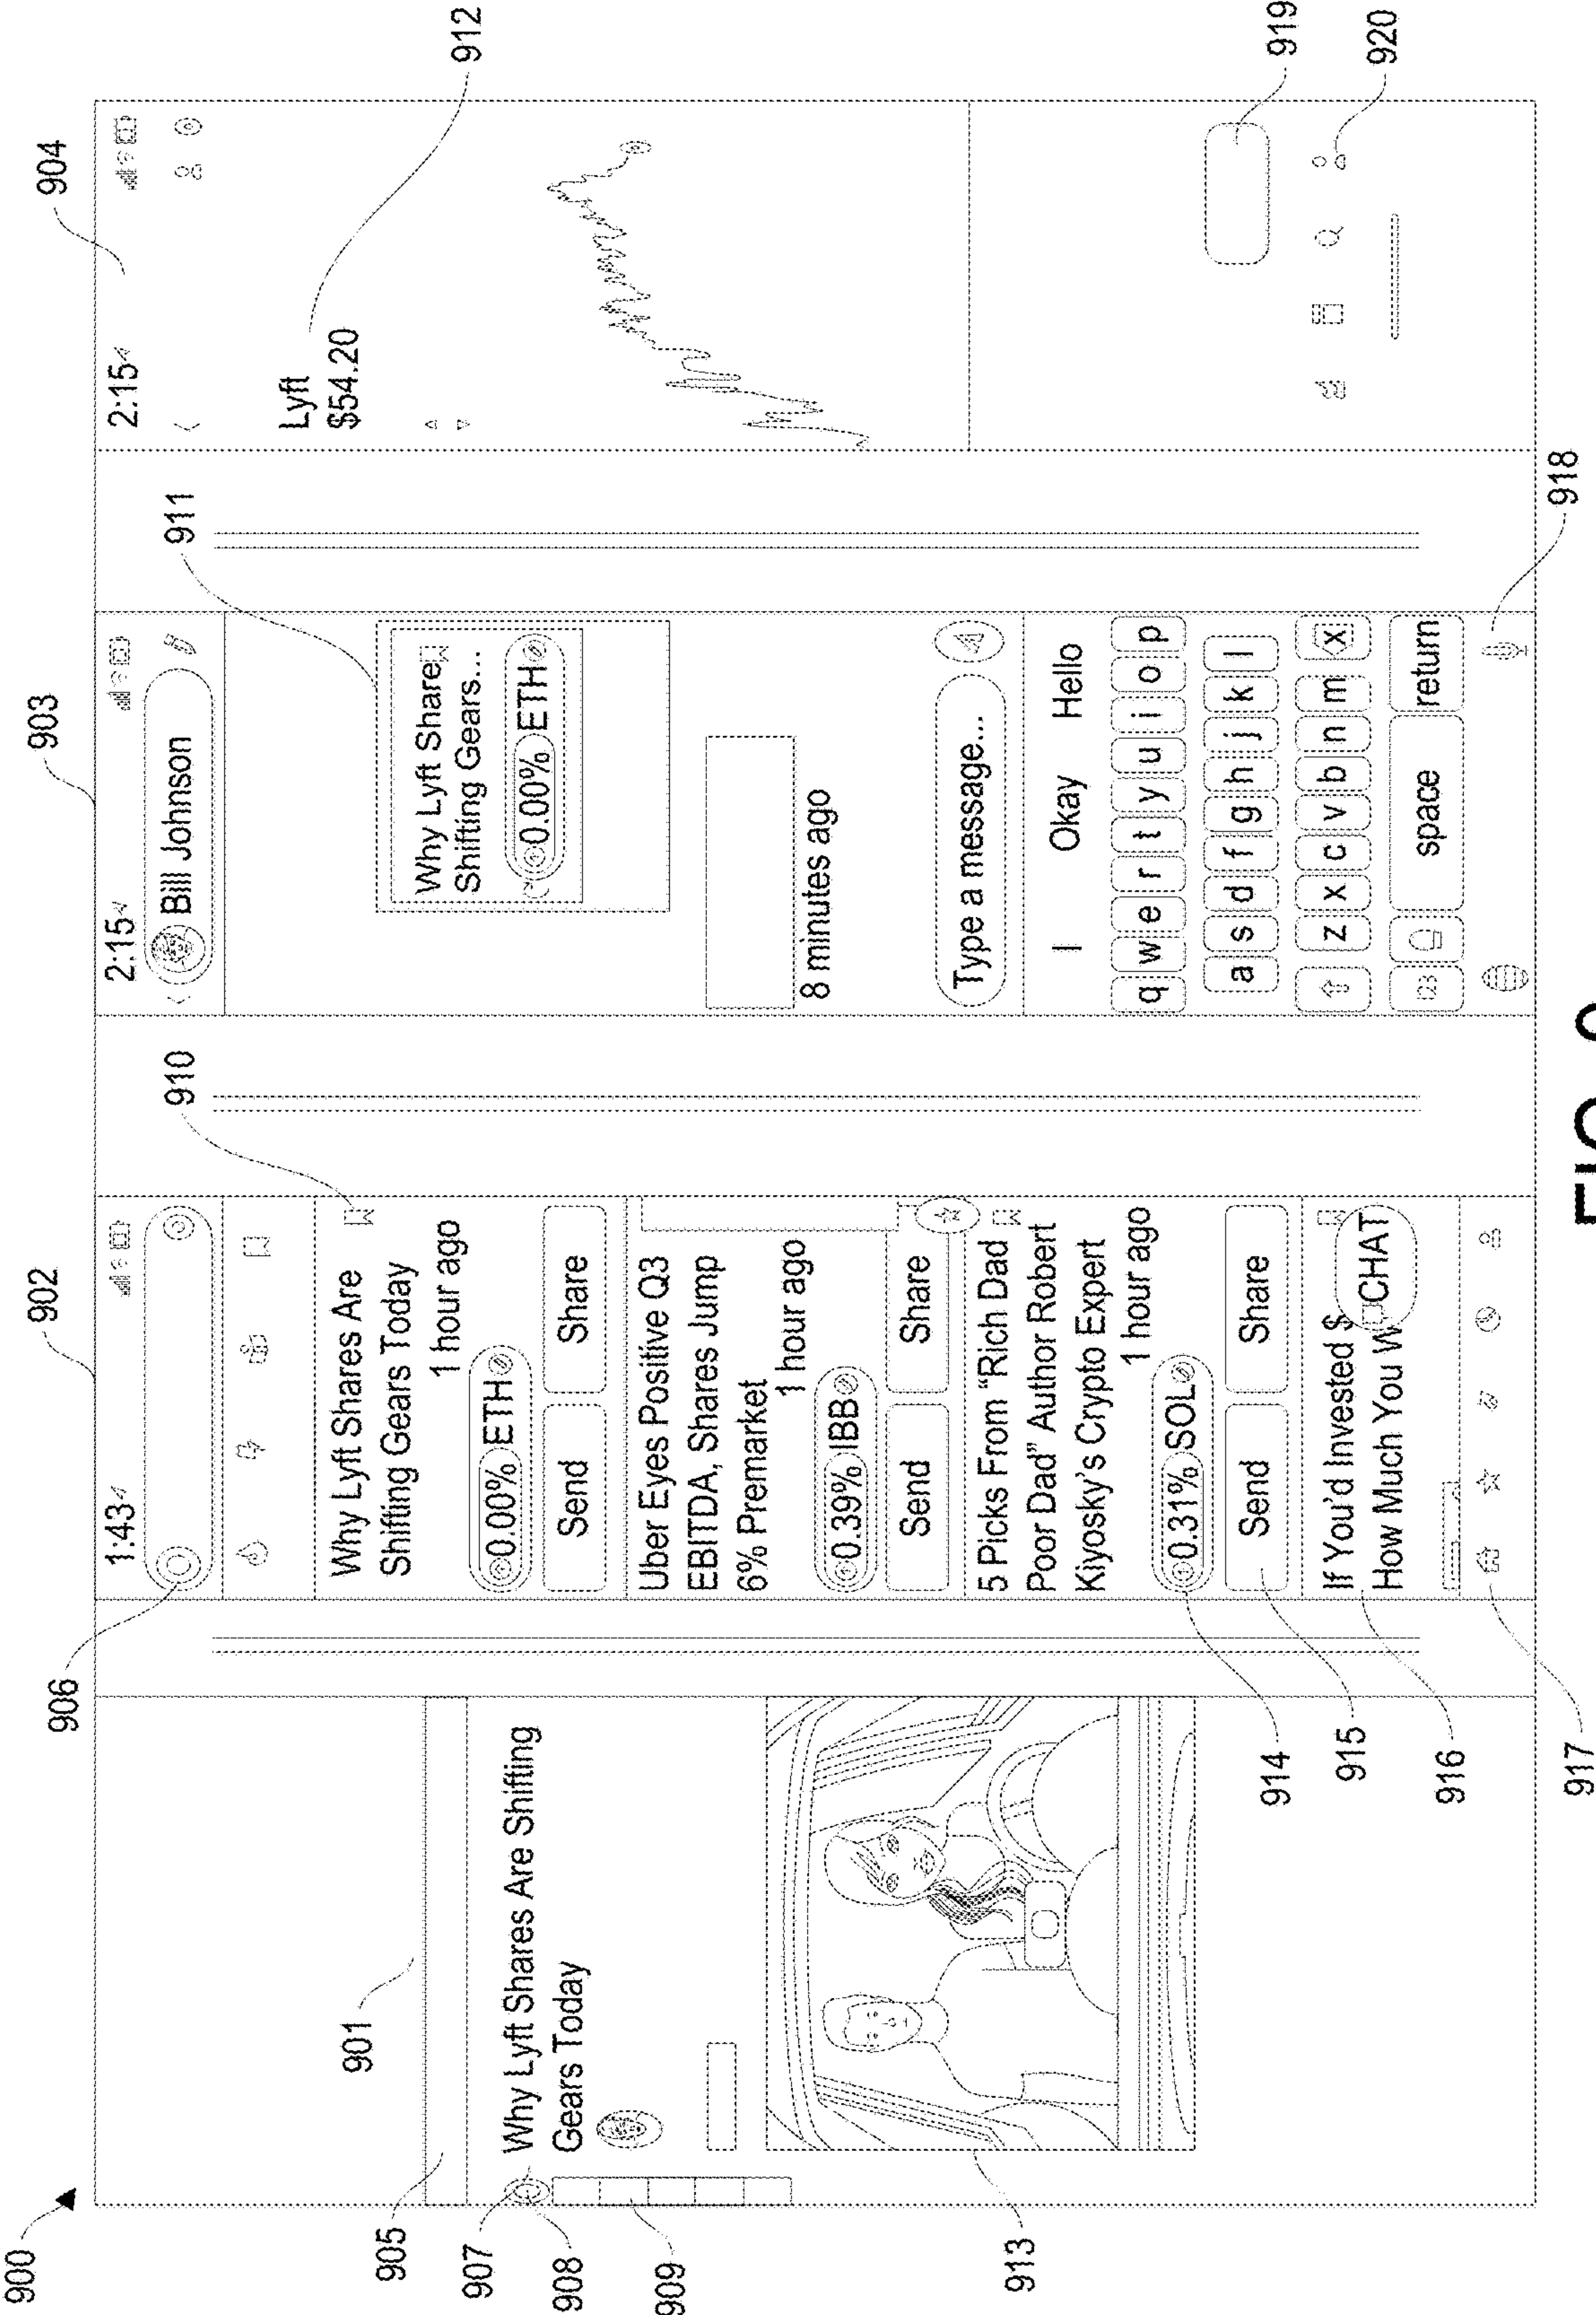 900
901
905
907
908
909
Why Lyft Shares Are Shifting
Gears Today
913
902
906
1:43
910
Why Lyft Shares Are
Shifting Gears Today
1 hour ago
0.00% ETH
Send Share
Uber Eyes Positive Q3
EBITDA, Shares Jump
6% Premarket
1 hour ago
0.39% IBB
Send Share
5 Picks From "Rich Dad
Poor Dad" Author Robert
Kiyosky's Crypto Expert
1 hour ago
0.31% SOL
Send Share
If You'd Invested $
How Much You W
CHAT
914
915
916
917
903
2:15
Bill Johnson
911
Why Lyft Share
Shifting Gears...
0.00% ETH
8 minutes ago
Type a message...
I Okay Hello
q w e r t y u i o p
a s d f g h j k l
z x c v b n m x
123 space return
918
904
2:15
912
Lyft
$54.20
919
920